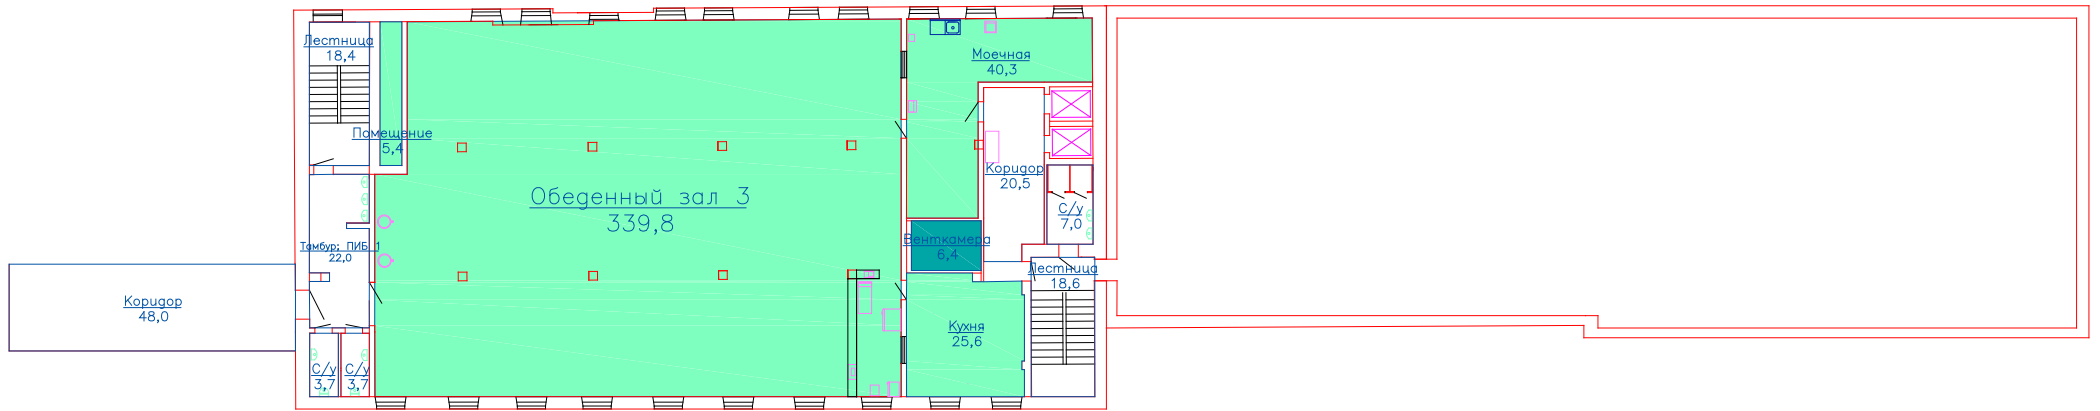 Лестница
18,4
Помещение
5,4
Обеденный зал 3
339,8
Моечная
40,3
Коридор
20,5
С/у
7,0
Венткамера
6,4
Лестница
18,6
Тамбур; ПИБ 1
22,0
Коридор
48,0
Кухня
25,6
С/у
3,7
С/у
3,7